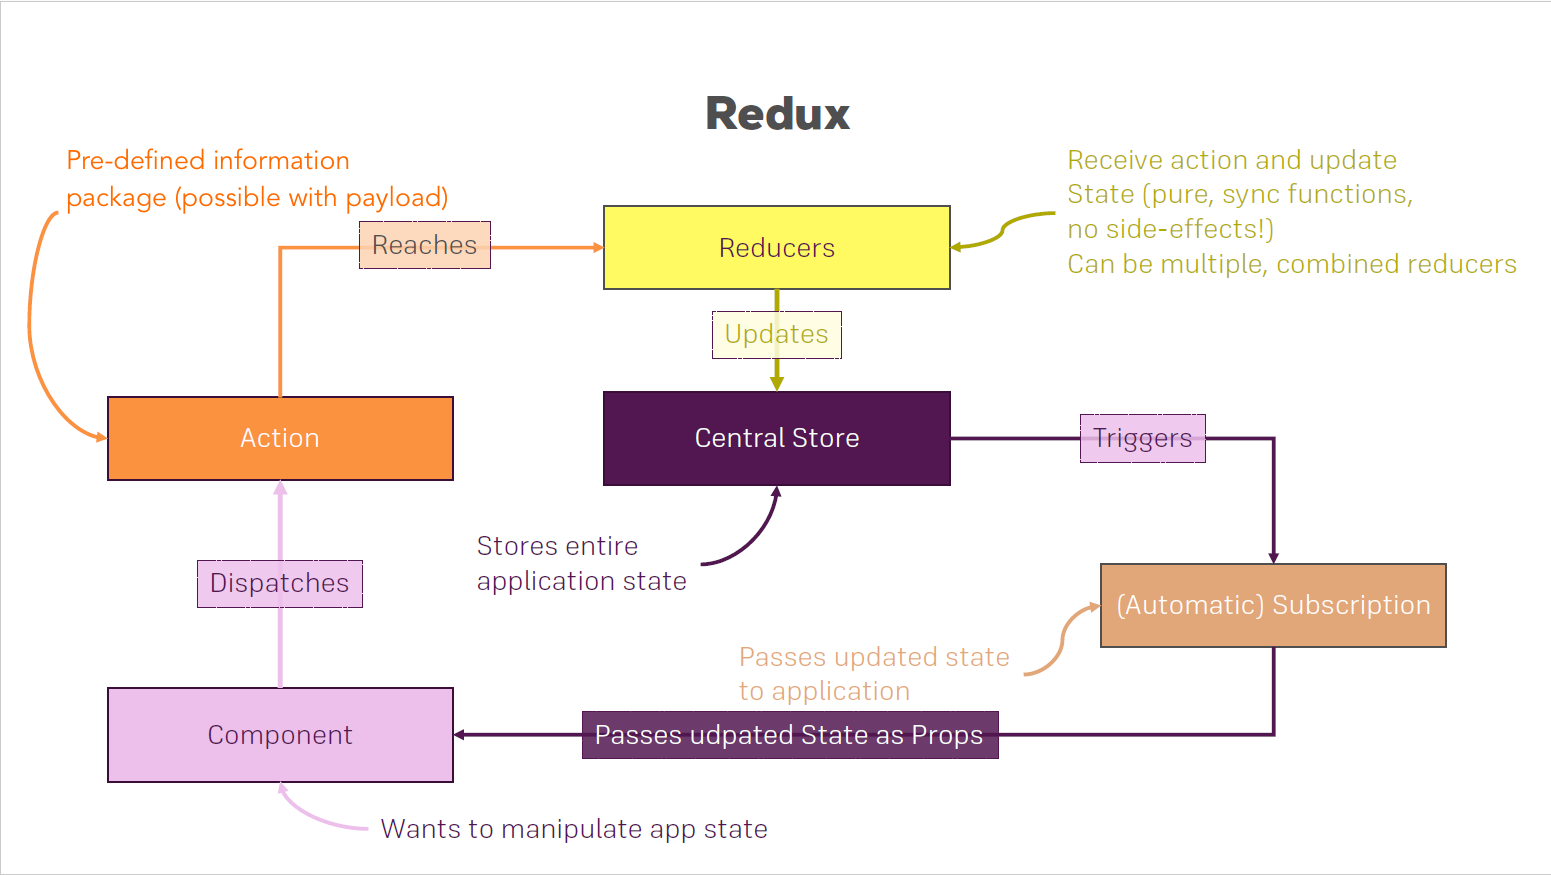 Redux
Pre-defined information
package (possible with payload)
Receive action and update
State (pure, sync functions,
no side-effects!)
Can be multiple, combined reducers
Reaches
Reducers
Updates
Action
Central Store
Triggers
Stores entire
application state
Dispatches
(Automatic) Subscription
Passes updated state
to application
Component
Passes udpated State as Props
Wants to manipulate app state